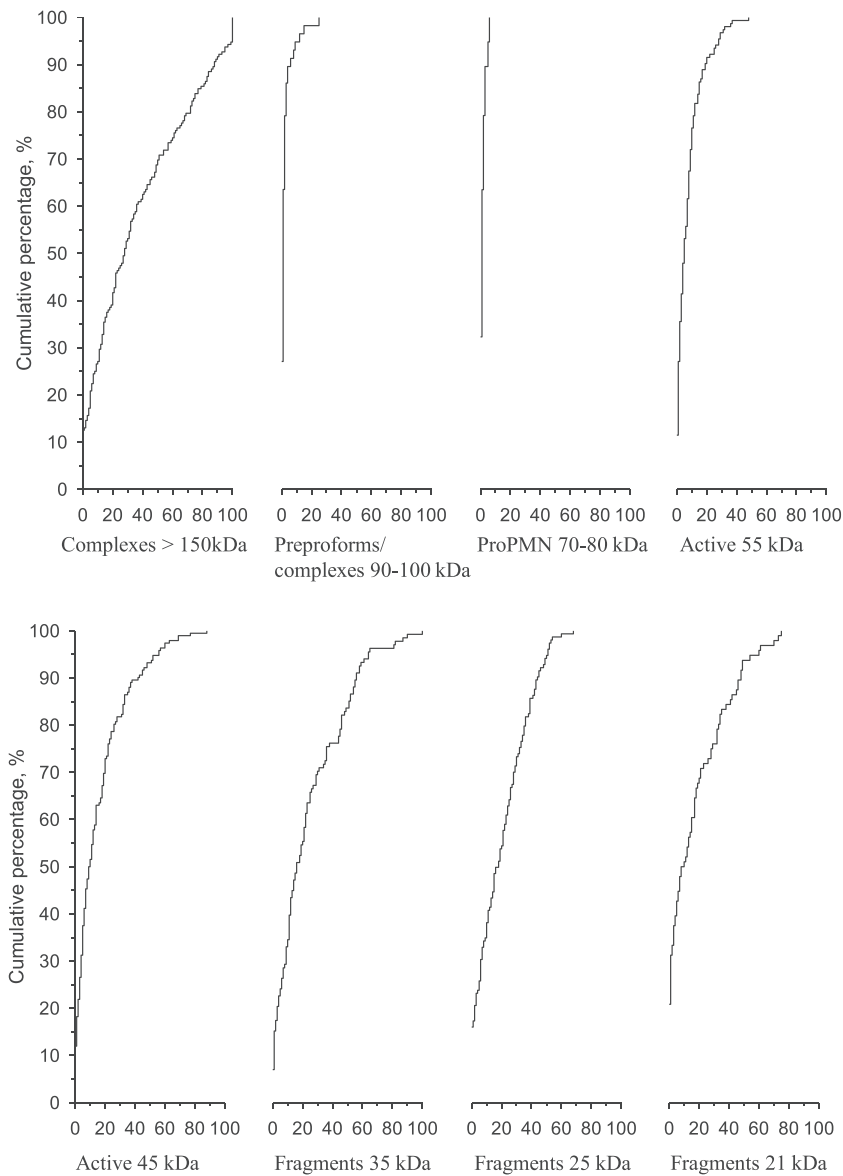 Cumulative percentage, %
100
90
80
70
60
50
40
30
20
10
0
0 20 40 60 80 100
0 20 40 60 80 100
0 20 40 60 80 100
0 20 40 60 80 100
Complexes > 150kDa
Preproforms/
complexes 90-100 kDa
ProPMN 70-80 kDa
Active 55 kDa
Cumulative percentage, %
100
90
80
70
60
50
40
30
20
10
0
0 20 40 60 80 100
0 20 40 60 80 100
0 20 40 60 80 100
0 20 40 60 80 100
Active 45 kDa
Fragments 35 kDa
Fragments 25 kDa
Fragments 21 kDa